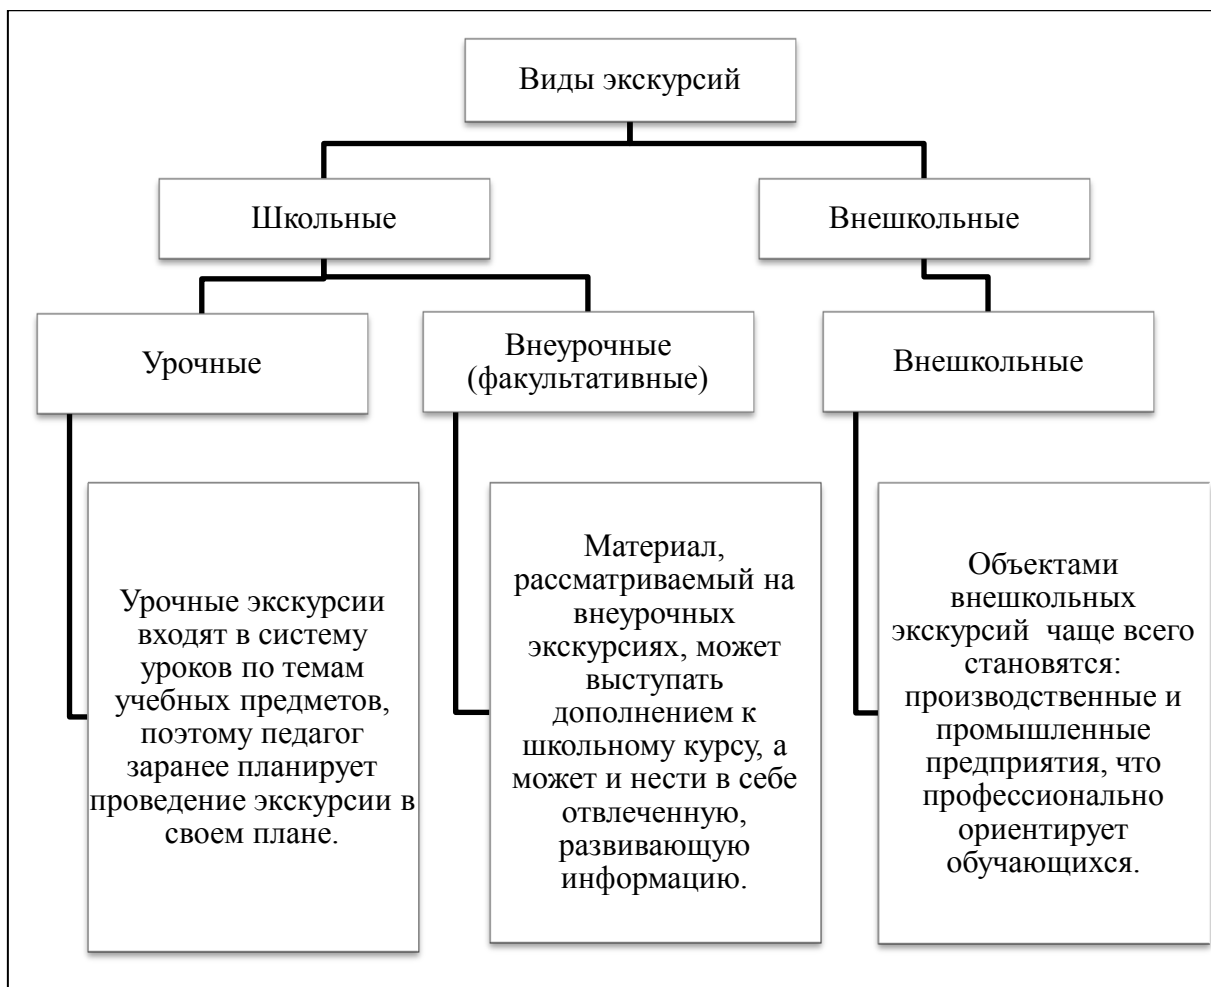 Виды экскурсий
Школьные
Внешкольные
Урочные
Внеурочные
(факультативные)
Внешкольные
Урочные экскурсии
входят в систему
уроков по темам
учебных предметов,
поэтому педагог
заранее планирует
проведение экскурсии в
своем плане.
Материал,
рассматриваемый на
внеурочных
экскурсиях, может
выступать
дополнением к
школьному курсу, а
может и нести в себе
отвлеченную,
развивающую
информацию.
Объектами
внешкольных
экскурсий  чаще всего
становятся:
производственные и
промышленные
предприятия, что
профессионально
ориентирует
обучающихся.